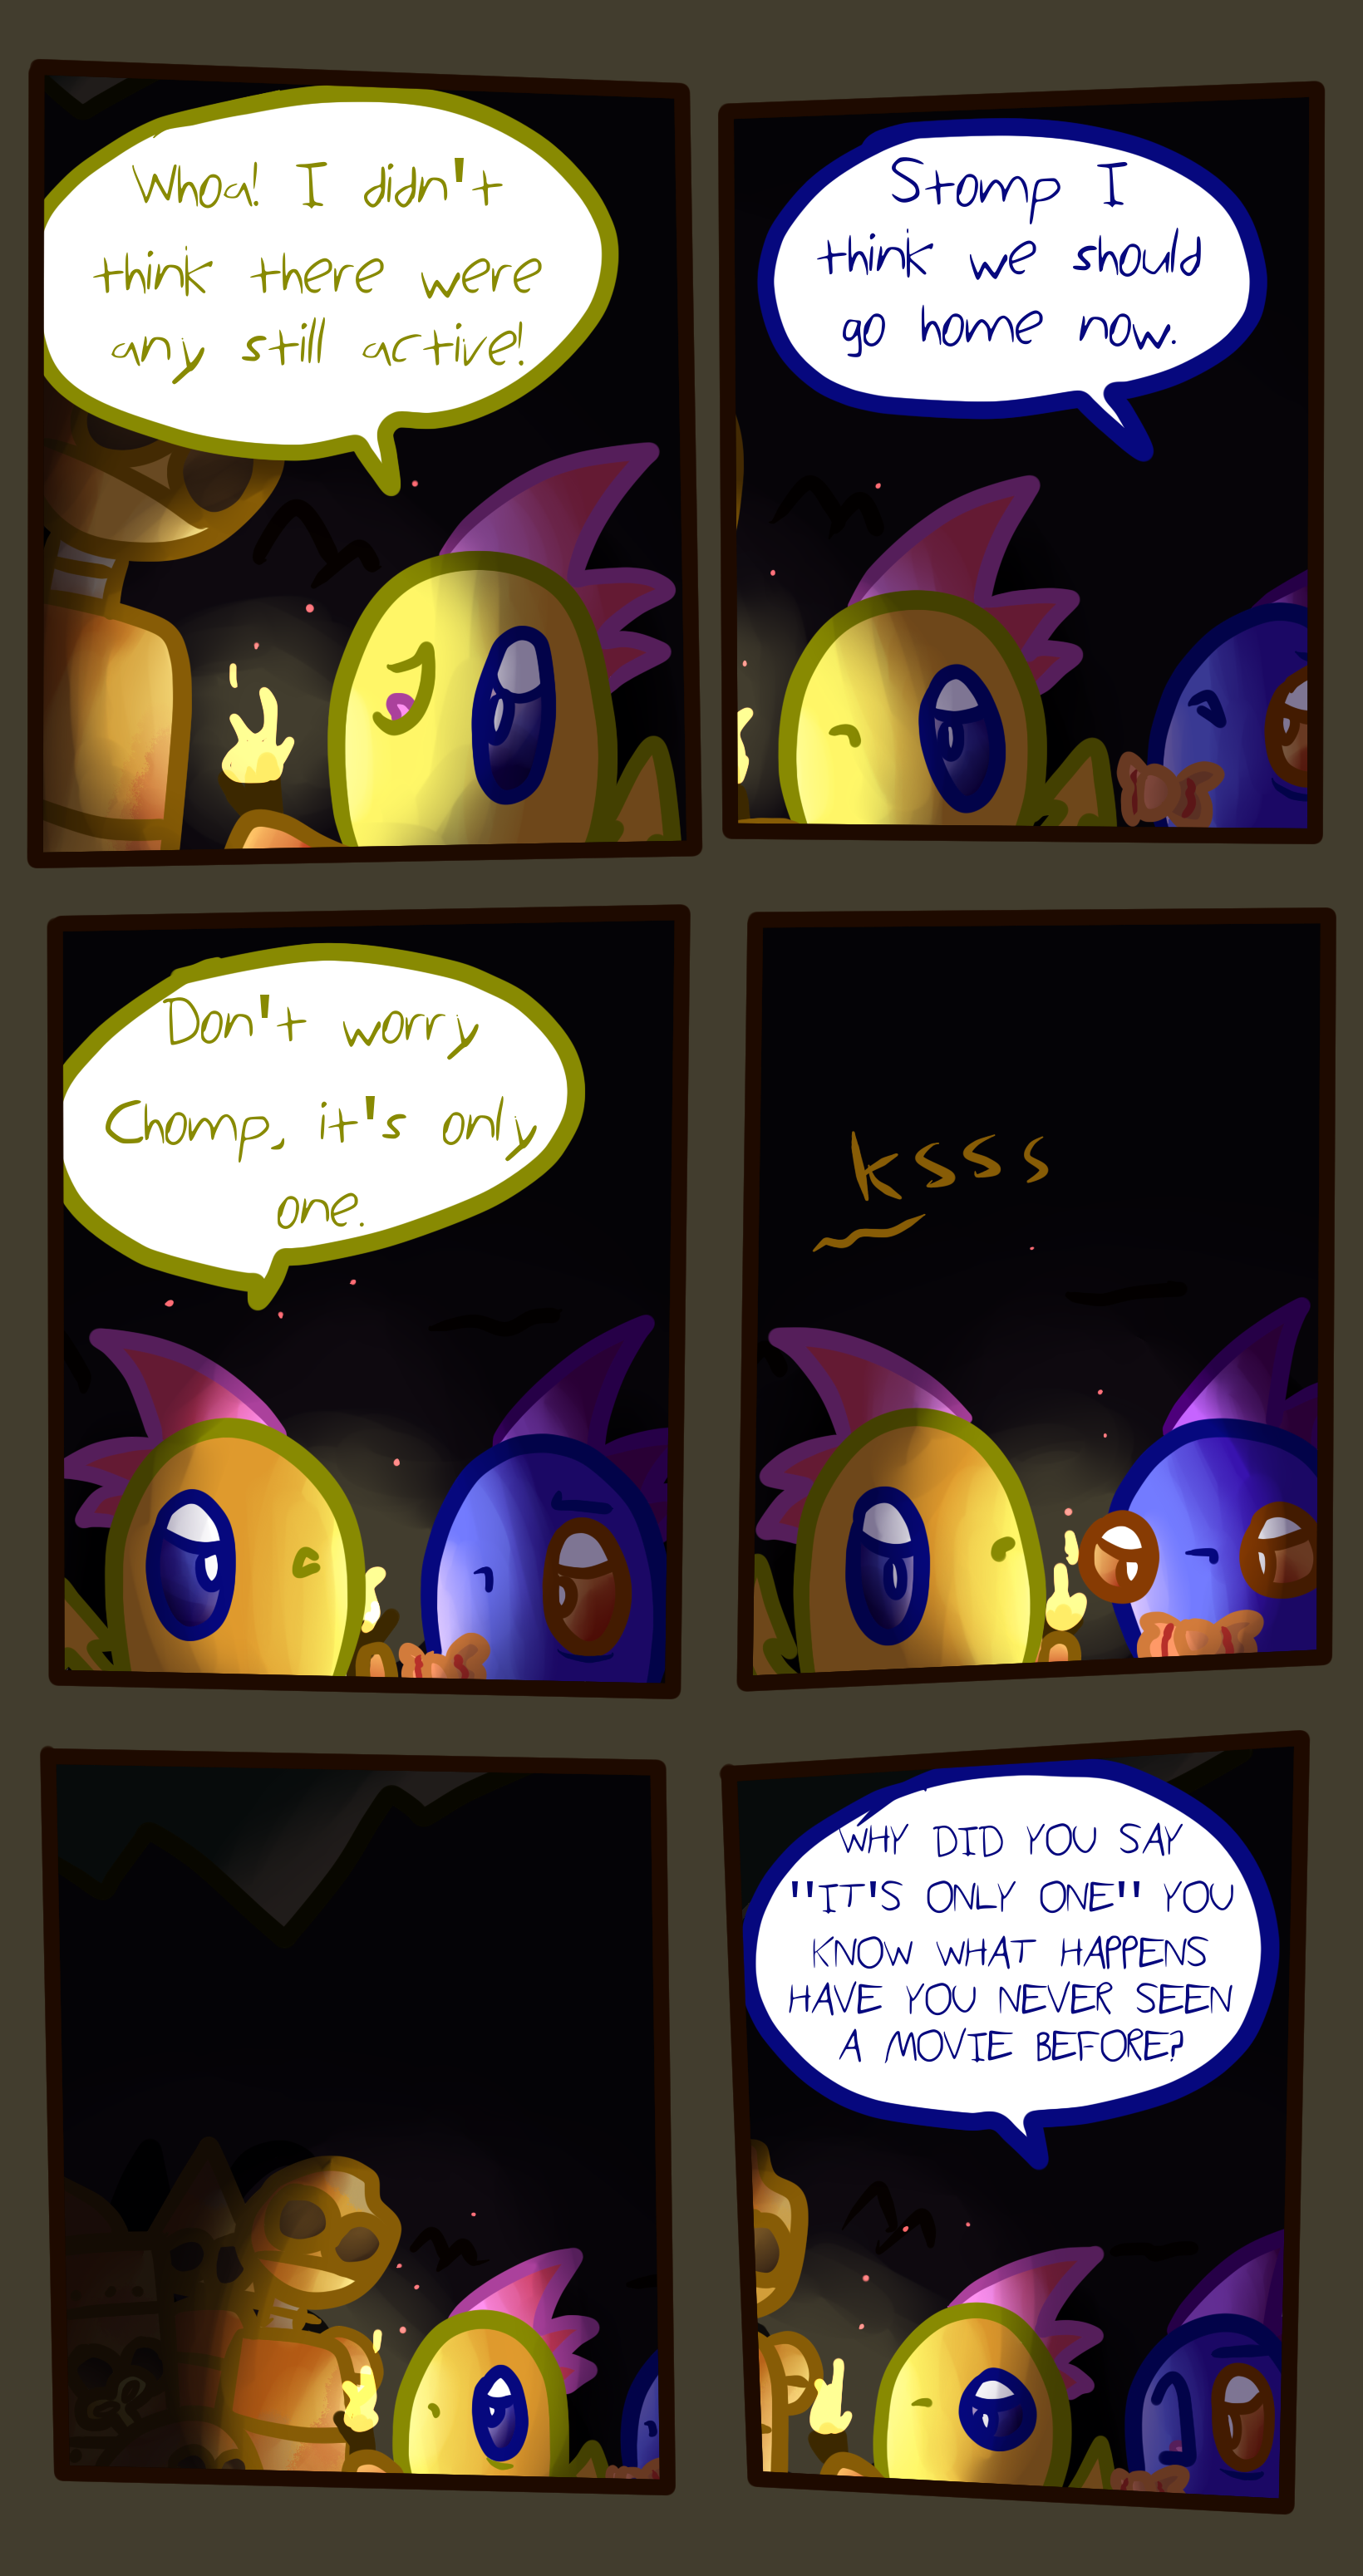 Whoa! I didn't
think there were
any still active!
Stomp I
think we should
go home now.
Don't worry
Chomp, it's only
one.
ksss
WHY DID YOU SAY
"IT'S ONLY ONE" YOU
KNOW WHAT HAPPENS
HAVE YOU NEVER SEEN
A MOVIE BEFORE?